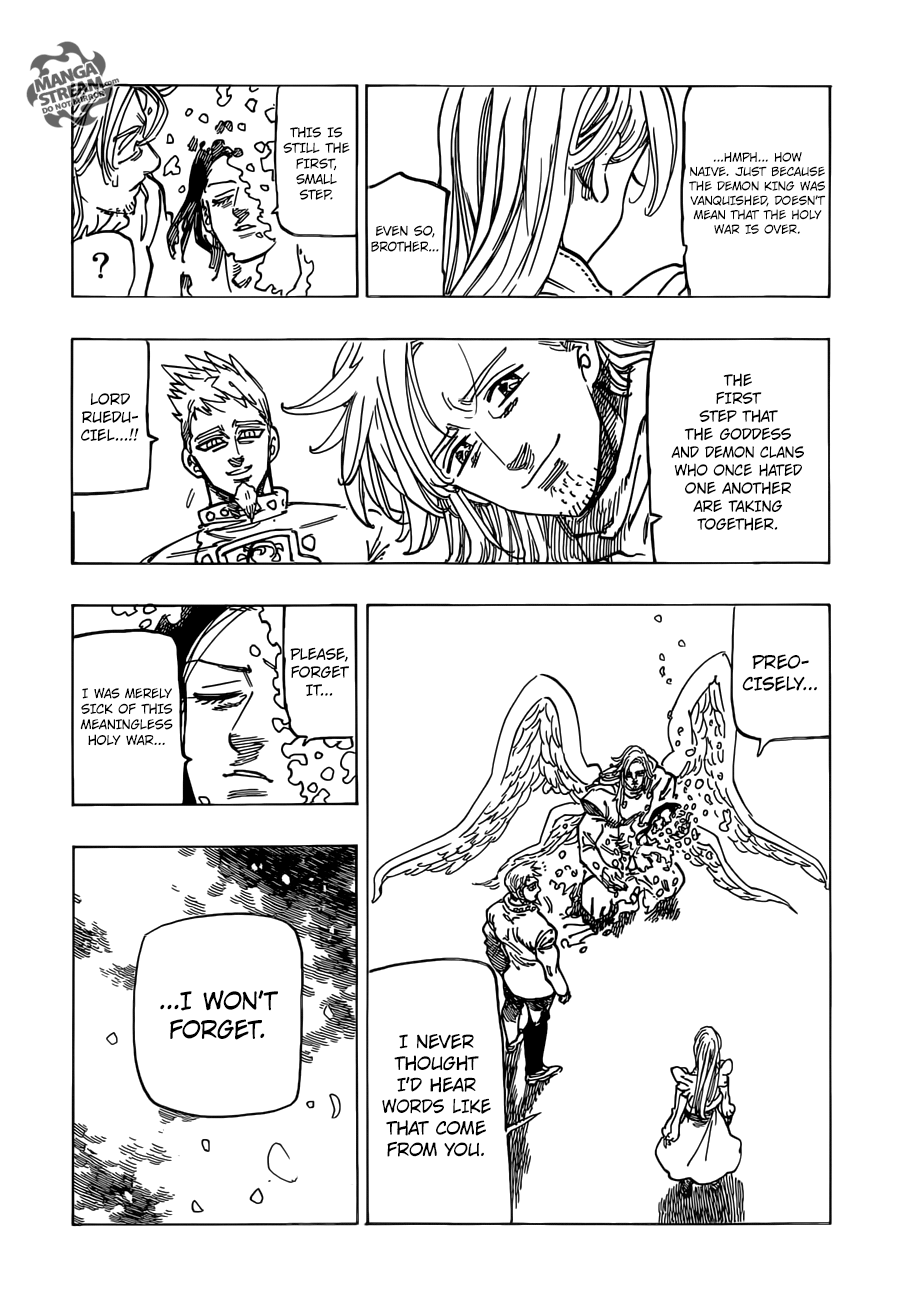 MANGA
STREAM.com
DO NOT MIRROR
...HMPH... HOW
NAIVE. JUST BECAUSE
THE DEMON KING WAS
VANQUISHED, DOESN'T
MEAN THAT THE HOLY
WAR IS OVER.
EVEN SO,
BROTHER...
THIS IS
STILL THE
FIRST,
SMALL
STEP.
?
THE
FIRST
STEP THAT
THE GODDESS
AND DEMON CLANS
WHO ONCE HATED
ONE ANOTHER
ARE TAKING
TOGETHER.
LORD
RUEDU-
CIEL...!!
PREO-
CISELY...
I NEVER
THOUGHT
I'D HEAR
WORDS LIKE
THAT COME
FROM YOU.
PLEASE,
FORGET
IT...
I WAS MERELY
SICK OF THIS
MEANINGLESS
HOLY WAR...
...I WON'T
FORGET.